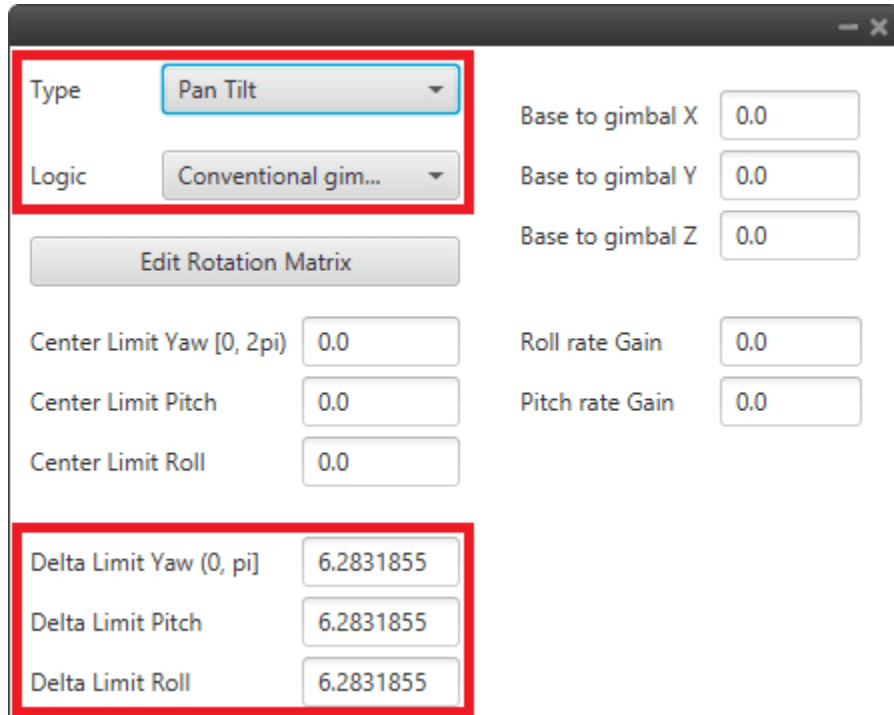 Type Pan Tilt
Logic Conventional gim...
Edit Rotation Matrix
Center Limit Yaw [0, 2pi) 0.0
Center Limit Pitch 0.0
Center Limit Roll 0.0
Delta Limit Yaw (0, pi] 6.2831855
Delta Limit Pitch 6.2831855
Delta Limit Roll 6.2831855
Base to gimbal X 0.0
Base to gimbal Y 0.0
Base to gimbal Z 0.0
Roll rate Gain 0.0
Pitch rate Gain 0.0